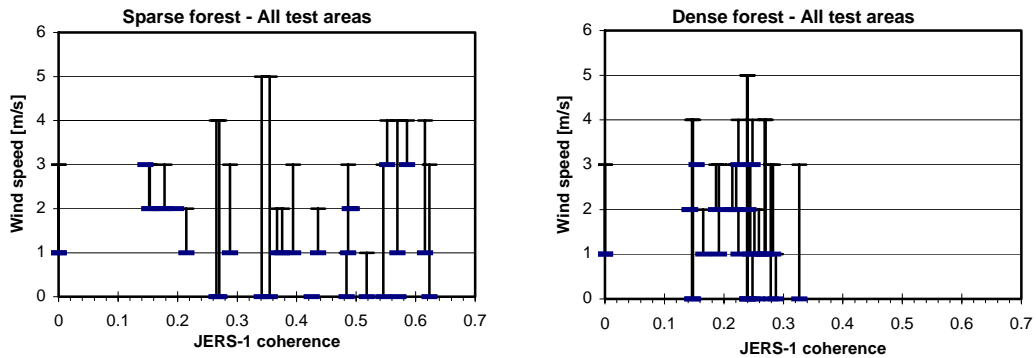 Sparse forest - All test areas
Wind speed [m/s]
6
5
4
3
2
1
0
0 0.1 0.2 0.3 0.4 0.5 0.6 0.7
JERS-1 coherence
Dense forest - All test areas
Wind speed [m/s]
6
5
4
3
2
1
0
0 0.1 0.2 0.3 0.4 0.5 0.6 0.7
JERS-1 coherence